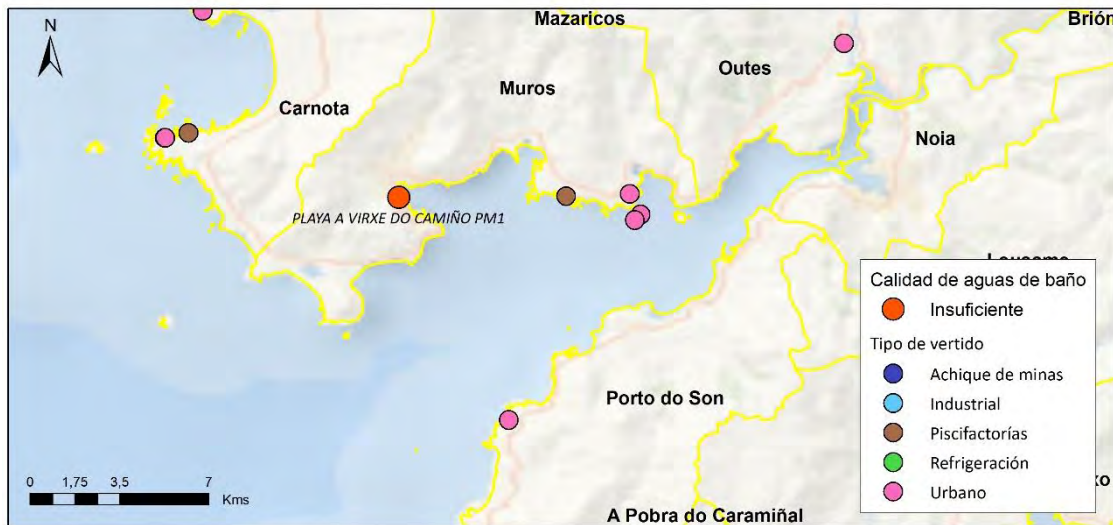 N
Mazaricos
Brión
Outes
Muros
Carnota
Noia
PLAYA A VIRXE DO CAMIÑO PM1
Lousame
Calidad de aguas de baño
Insuficiente
Tipo de vertido
Achique de minas
Industrial
Piscifactorías
Refrigeración
Urbano
Porto do Son
0 1,75 3,5 7
Kms
A Pobra do Caramiñal